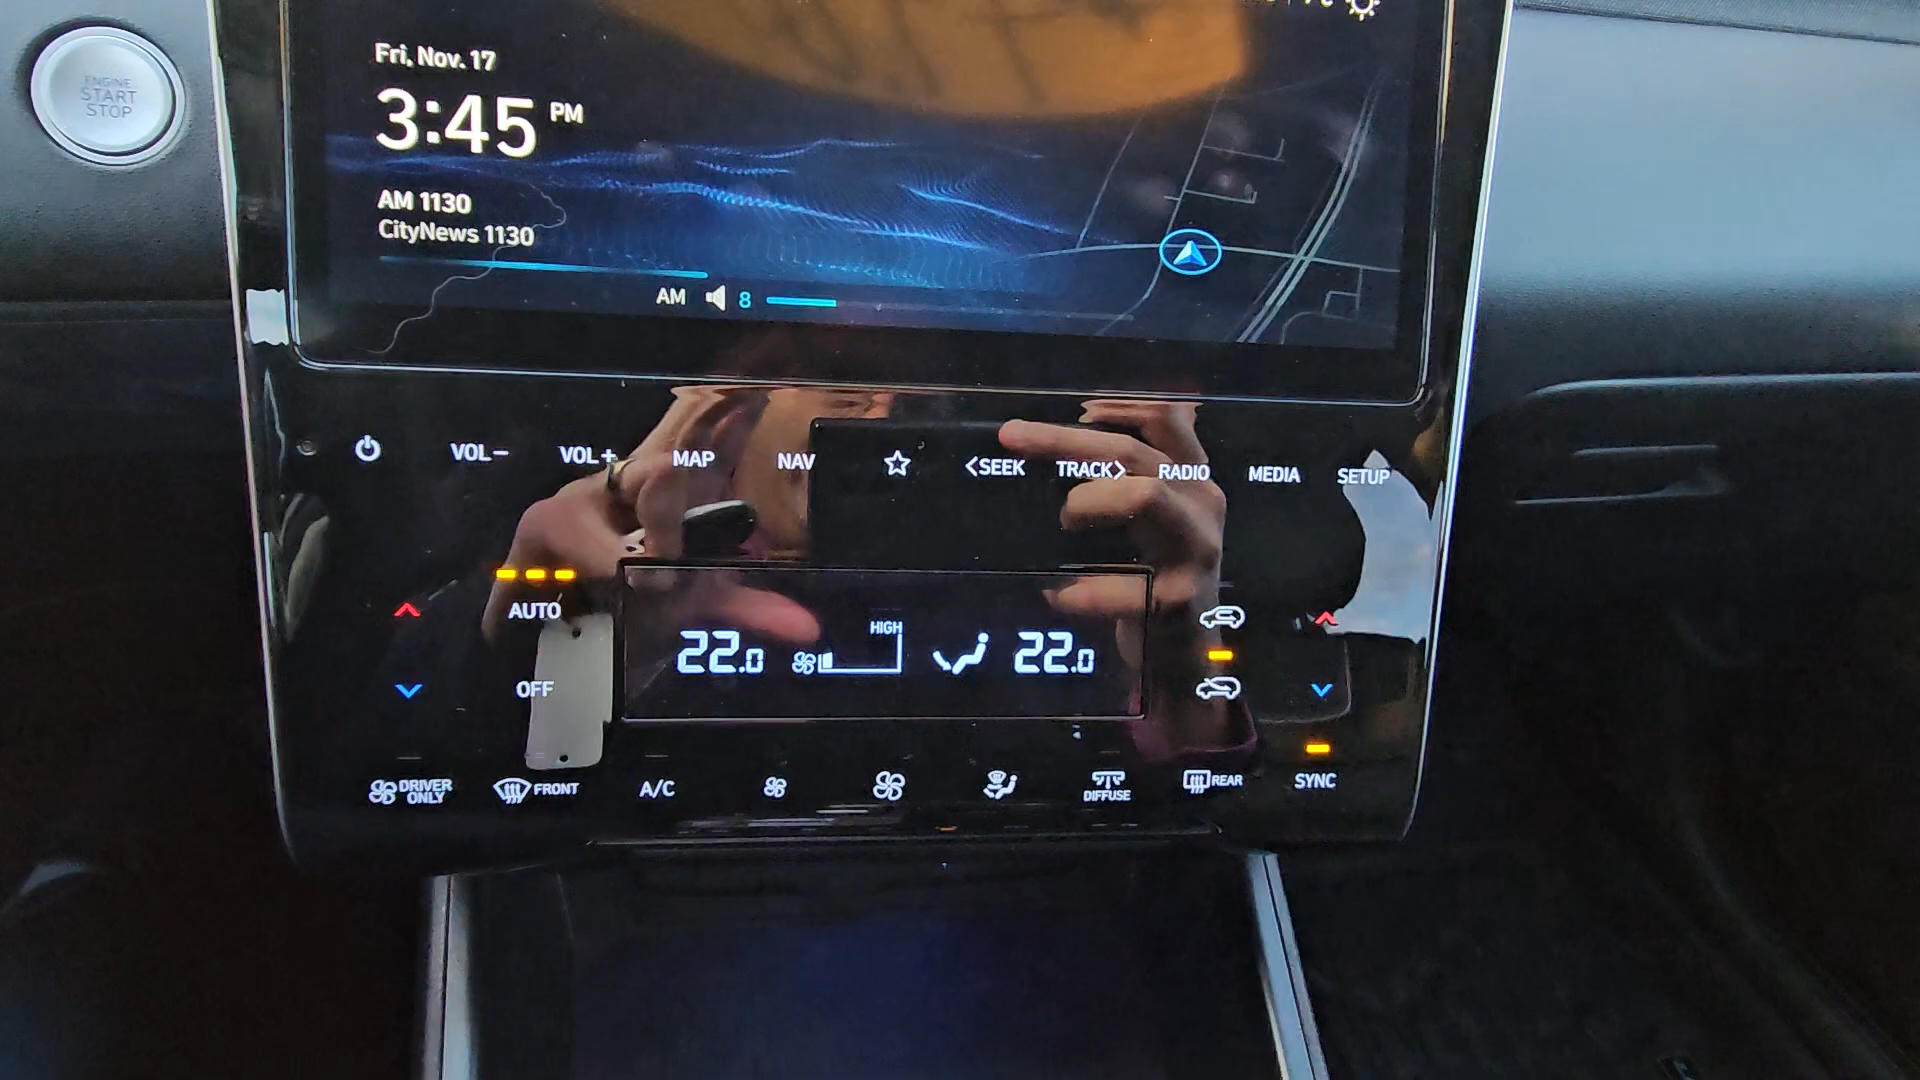 ENGINE
START
STOP
Fri, Nov. 17
3:45 PM
AM 1130
CityNews 1130
AM 8
VOL− VOL+ MAP NAV <SEEK TRACK> RADIO MEDIA SETUP
AUTO
OFF
HIGH
22.0 22.0
DRIVER ONLY FRONT A/C DIFFUSE REAR SYNC